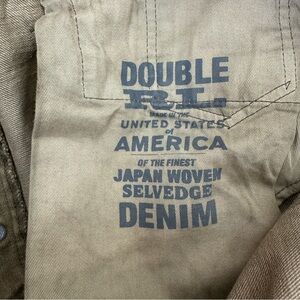 DOUBLE
RL.
MADE IN THE
UNITED STATES
of
AMERICA
OF THE FINEST
JAPAN WOVEN
SELVEDGE
DENIM